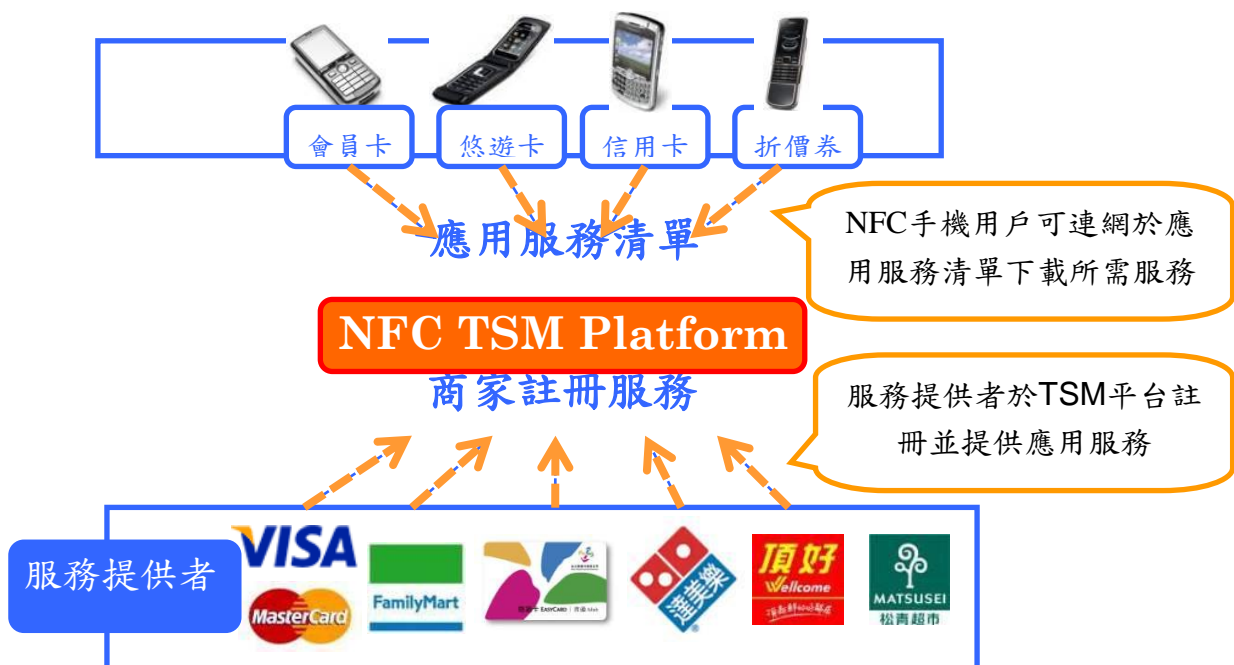 會員卡
悠遊卡
信用卡
折價券
應用服務清單
NFC手機用戶可連網於應
用服務清單下載所需服務
NFC TSM Platform
商家註冊服務
服務提供者於TSM平台註
冊並提供應用服務
服務提供者
VISA
MasterCard
FamilyMart
EASYCARD
達美樂
頂好
Wellcome
MATSUSEI
松青超市